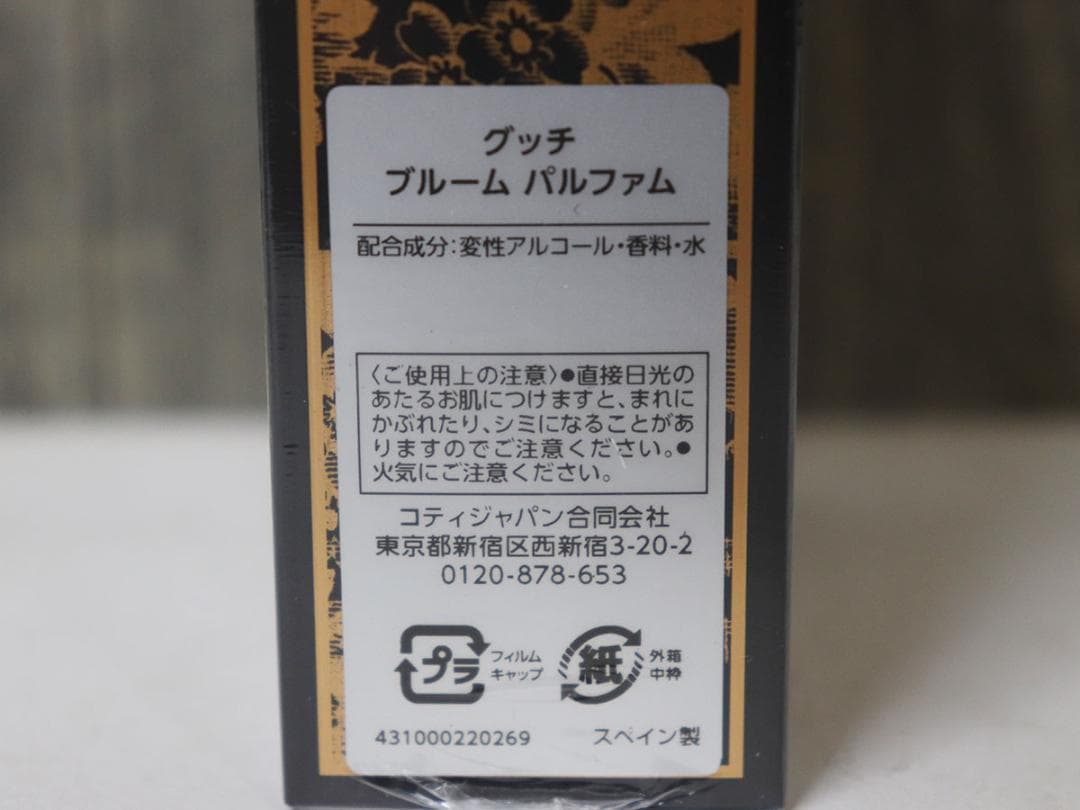 グッチ
ブルーム パルファム
配合成分：変性アルコール・香料・水
〈ご使用上の注意〉●直接日光の
あたるお肌につけますと、まれに
かぶれたり、シミになることがあ
りますのでご注意ください。●
火気にご注意ください。
コティジャパン合同会社
東京都新宿区西新宿3-20-2
0120-878-653
プラ フィルム
キャップ
紙 外箱
中枠
431000220269 スペイン製